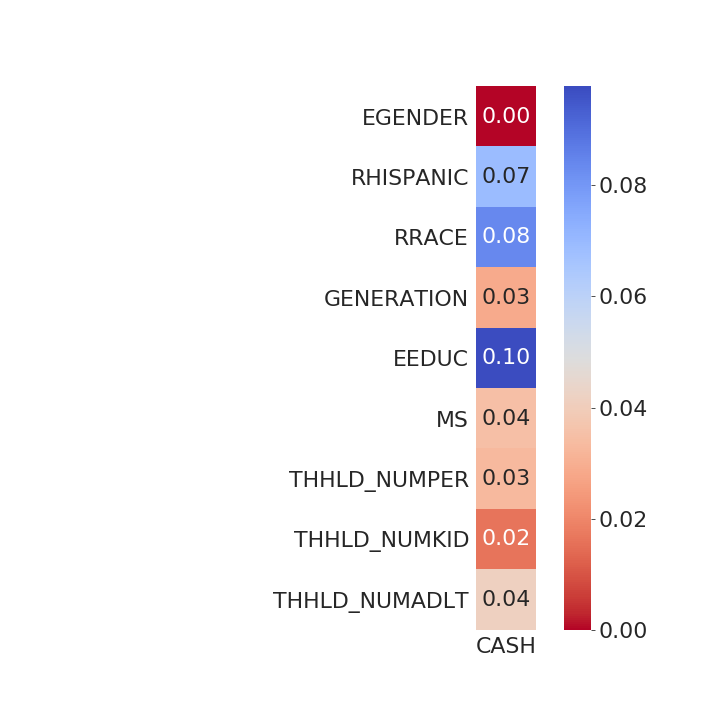 EGENDER 0.00
RHISPANIC 0.07
0.08
RRACE 0.08
0.06
GENERATION 0.03
EEDUC 0.10
0.04
MS 0.04
THHLD_NUMPER 0.03
0.02
THHLD_NUMKID 0.02
THHLD_NUMADLT 0.04
0.00
CASH